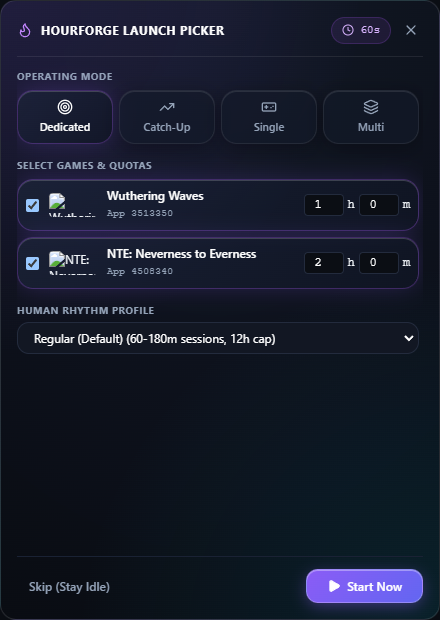 HOURFORGE LAUNCH PICKER
60s
OPERATING MODE
Dedicated
Catch-Up
Single
Multi
SELECT GAMES & QUOTAS
Wuthering Waves
App 3513350
1 h 0 m
NTE:
NTE: Neverness to Everness
App 4508340
2 h 0 m
HUMAN RHYTHM PROFILE
Regular (Default) (60-180m sessions, 12h cap)
Skip (Stay Idle)
Start Now